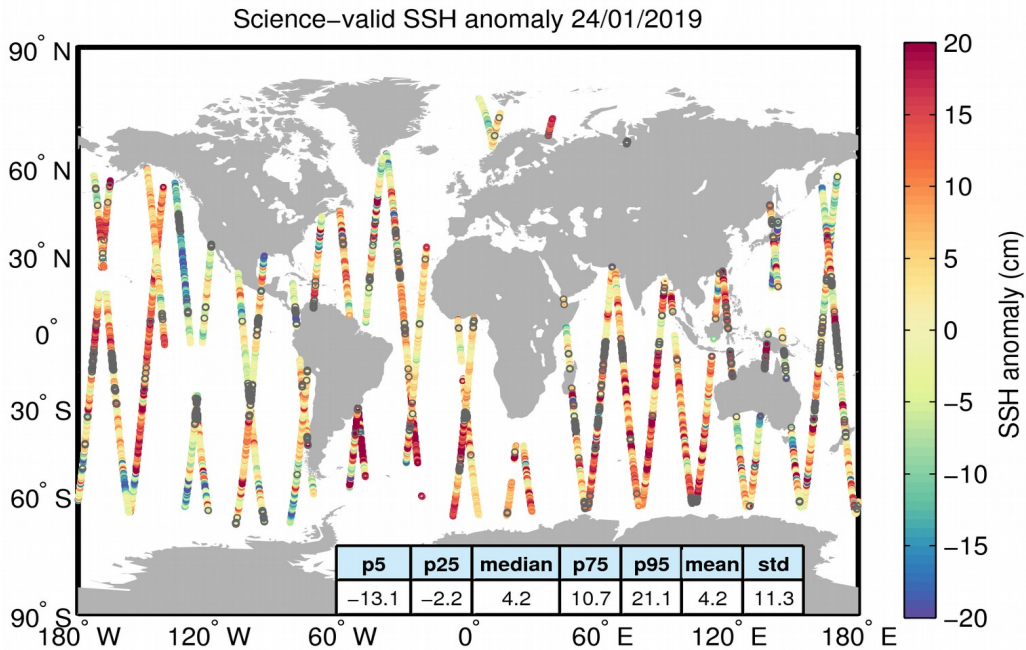 Science−valid SSH anomaly 24/01/2019
90° N
60° N
30° N
0°
30° S
60° S
90° S
180° W
120° W
60° W
0°
60° E
120° E
180° E
p5 p25 median p75 p95 mean std
−13.1 −2.2 4.2 10.7 21.1 4.2 11.3
20
15
10
5
0
−5
−10
−15
−20
SSH anomaly (cm)